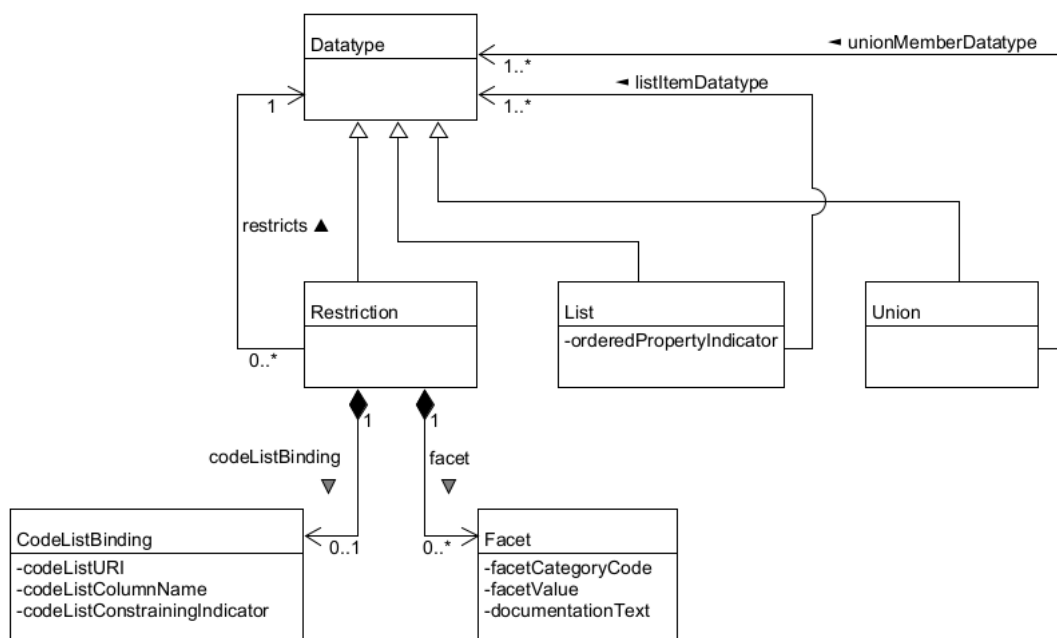 Datatype
◄ unionMemberDatatype
1..*
◄ listItemDatatype
1..*
1
restricts ▲
Restriction
List
-orderedPropertyIndicator
Union
0..*
1
1
codeListBinding
▼
facet
▼
0..1
0..*
CodeListBinding
-codeListURI
-codeListColumnName
-codeListConstrainingIndicator
Facet
-facetCategoryCode
-facetValue
-documentationText